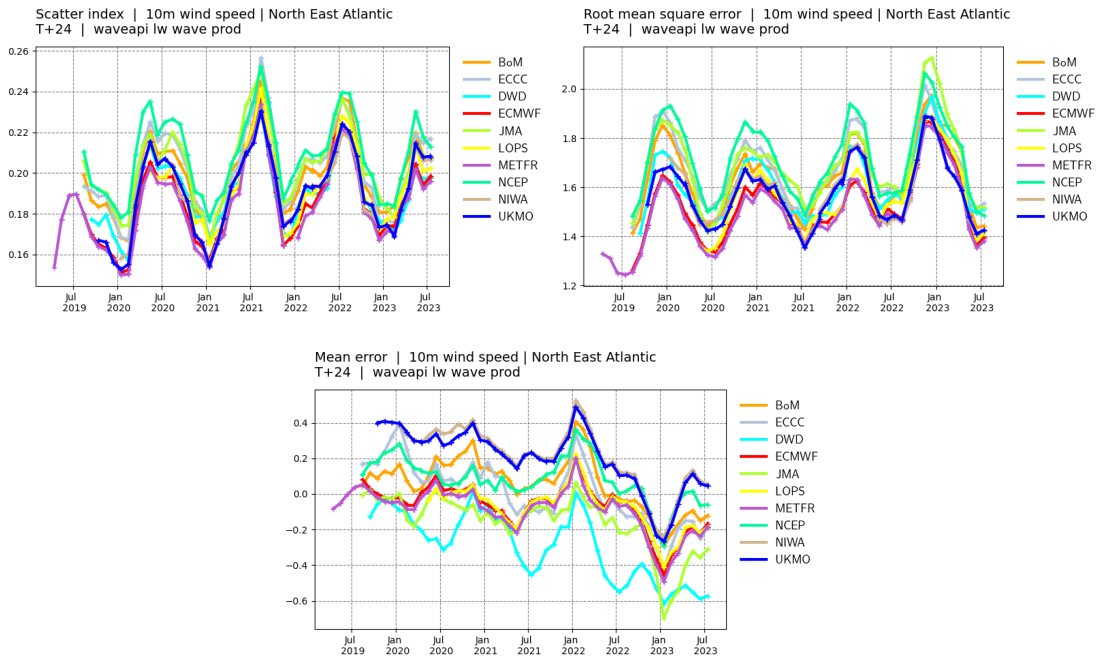 Scatter index | 10m wind speed | North East Atlantic
T+24 | waveapi lw wave prod
0.26
0.24
0.22
0.20
0.18
0.16
Jul
2019
Jan
2020
Jul
2020
Jan
2021
Jul
2021
Jan
2022
Jul
2022
Jan
2023
Jul
2023
BoM
ECCC
DWD
ECMWF
JMA
LOPS
METFR
NCEP
NIWA
UKMO
Root mean square error | 10m wind speed | North East Atlantic
T+24 | waveapi lw wave prod
2.0
1.8
1.6
1.4
1.2
Jul
2019
Jan
2020
Jul
2020
Jan
2021
Jul
2021
Jan
2022
Jul
2022
Jan
2023
Jul
2023
BoM
ECCC
DWD
ECMWF
JMA
LOPS
METFR
NCEP
NIWA
UKMO
Mean error | 10m wind speed | North East Atlantic
T+24 | waveapi lw wave prod
0.4
0.2
0.0
−0.2
−0.4
−0.6
Jul
2019
Jan
2020
Jul
2020
Jan
2021
Jul
2021
Jan
2022
Jul
2022
Jan
2023
Jul
2023
BoM
ECCC
DWD
ECMWF
JMA
LOPS
METFR
NCEP
NIWA
UKMO